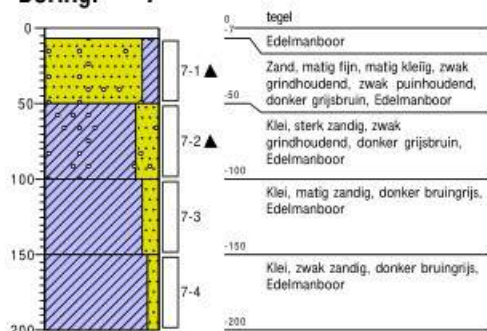 Boring: 7
0
50
100
150
200
7-1
7-2
7-3
7-4
0
tegel
-7
Edelmanboor
Zand, matig fijn, matig kleiïg, zwak
grindhoudend, zwak puinhoudend,
donker grijsbruin, Edelmanboor
-50
Klei, sterk zandig, zwak
grindhoudend, donker grijsbruin,
Edelmanboor
-100
Klei, matig zandig, donker bruingrijs,
Edelmanboor
-150
Klei, zwak zandig, donker bruingrijs,
Edelmanboor
-200